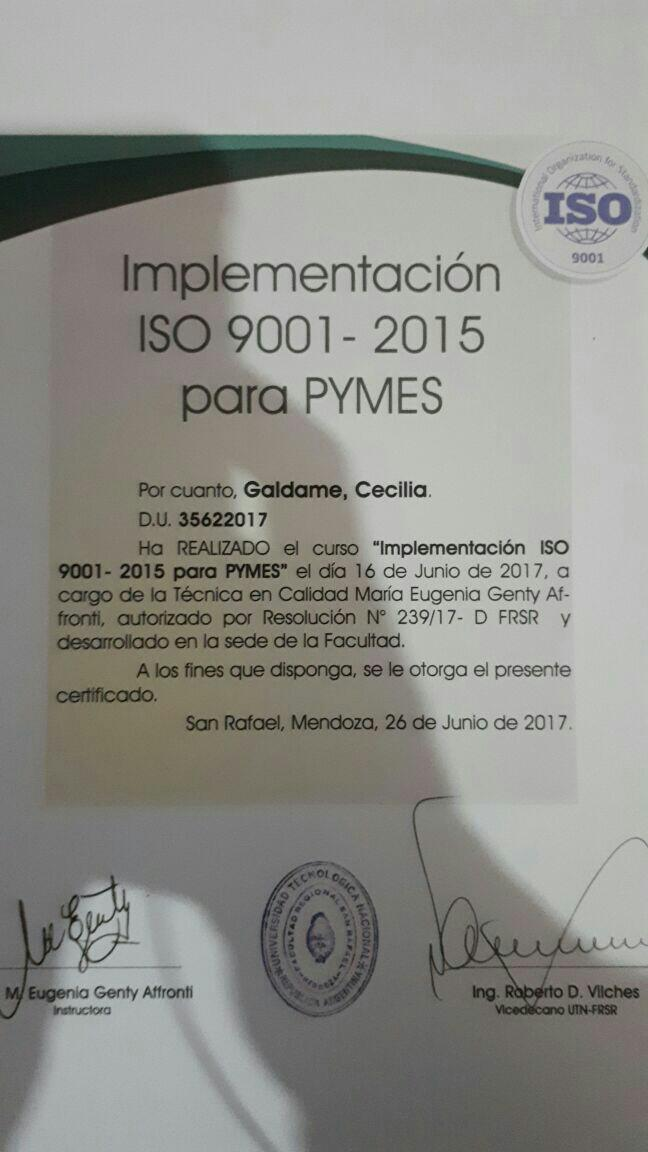 International Organization for Standardization
ISO
9001
Implementación
ISO 9001- 2015
para PYMES
Por cuanto, Galdame, Cecilia.
D.U. 35622017
Ha REALIZADO el curso "Implementación ISO
9001- 2015 para PYMES" el día 16 de Junio de 2017, a
cargo de la Técnica en Calidad María Eugenia Genty Af-
fronti, autorizado por Resolución N° 239/17- D FRSR y
desarrollado en la sede de la Facultad.
A los fines que disponga, se le otorga el presente
certificado.
San Rafael, Mendoza, 26 de Junio de 2017.
UNIVERSIDAD TECNOLOGICA NACIONAL
FACULTAD REGIONAL SAN RAFAEL
REPUBLICA ARGENTINA
M. Eugenia Genty Affronti
Instructora
Ing. Roberto D. Vilches
Vicedecano UTN-FRSR